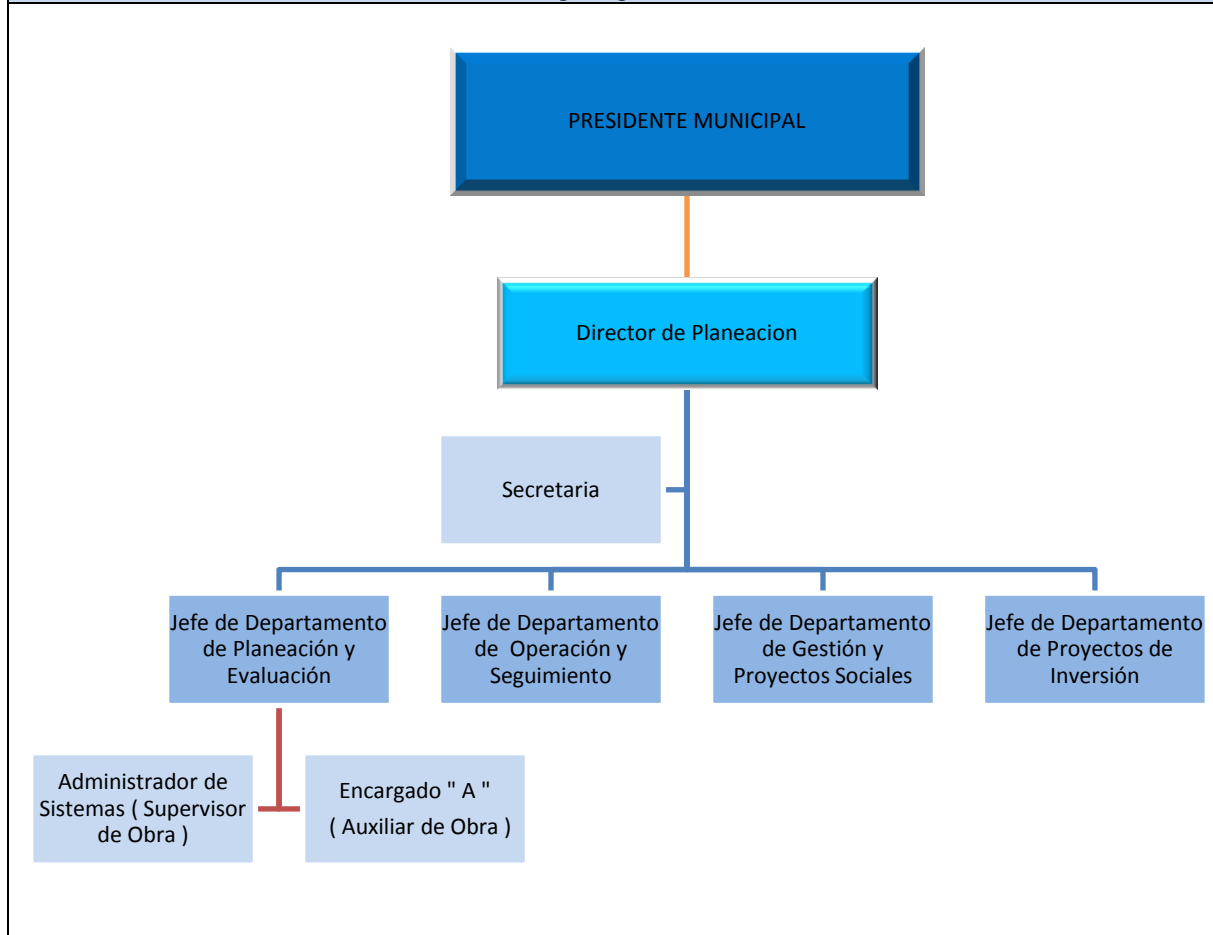 PRESIDENTE MUNICIPAL
Director de Planeacion
Secretaria
Jefe de Departamento
de Planeación y
Evaluación
Jefe de Departamento
de Operación y
Seguimiento
Jefe de Departamento
de Gestión y
Proyectos Sociales
Jefe de Departamento
de Proyectos de
Inversión
Administrador de
Sistemas ( Supervisor
de Obra )
Encargado " A "
( Auxiliar de Obra )